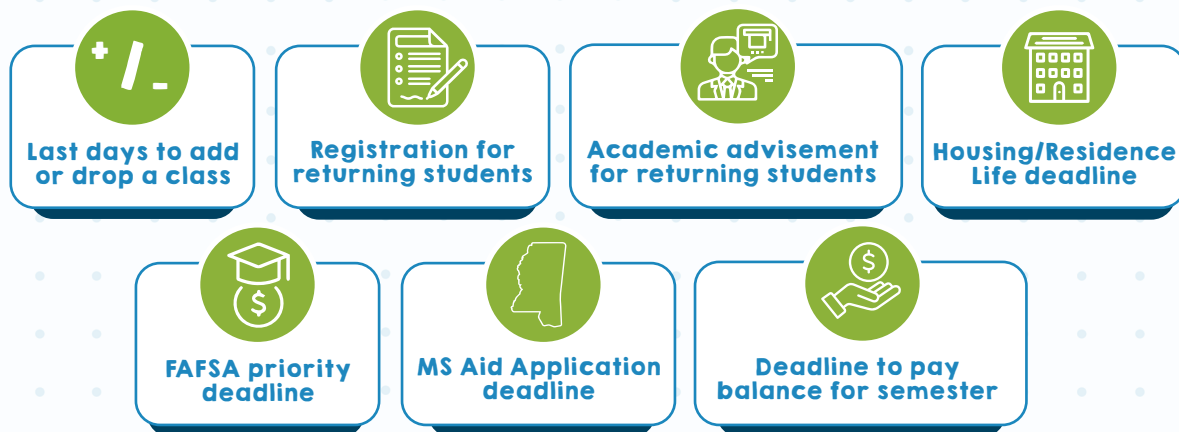 +/-
Last days to add
or drop a class
Registration for
returning students
Academic advisement
for returning students
Housing/Residence
Life deadline
$
FAFSA priority
deadline
MS Aid Application
deadline
$
Deadline to pay
balance for semester